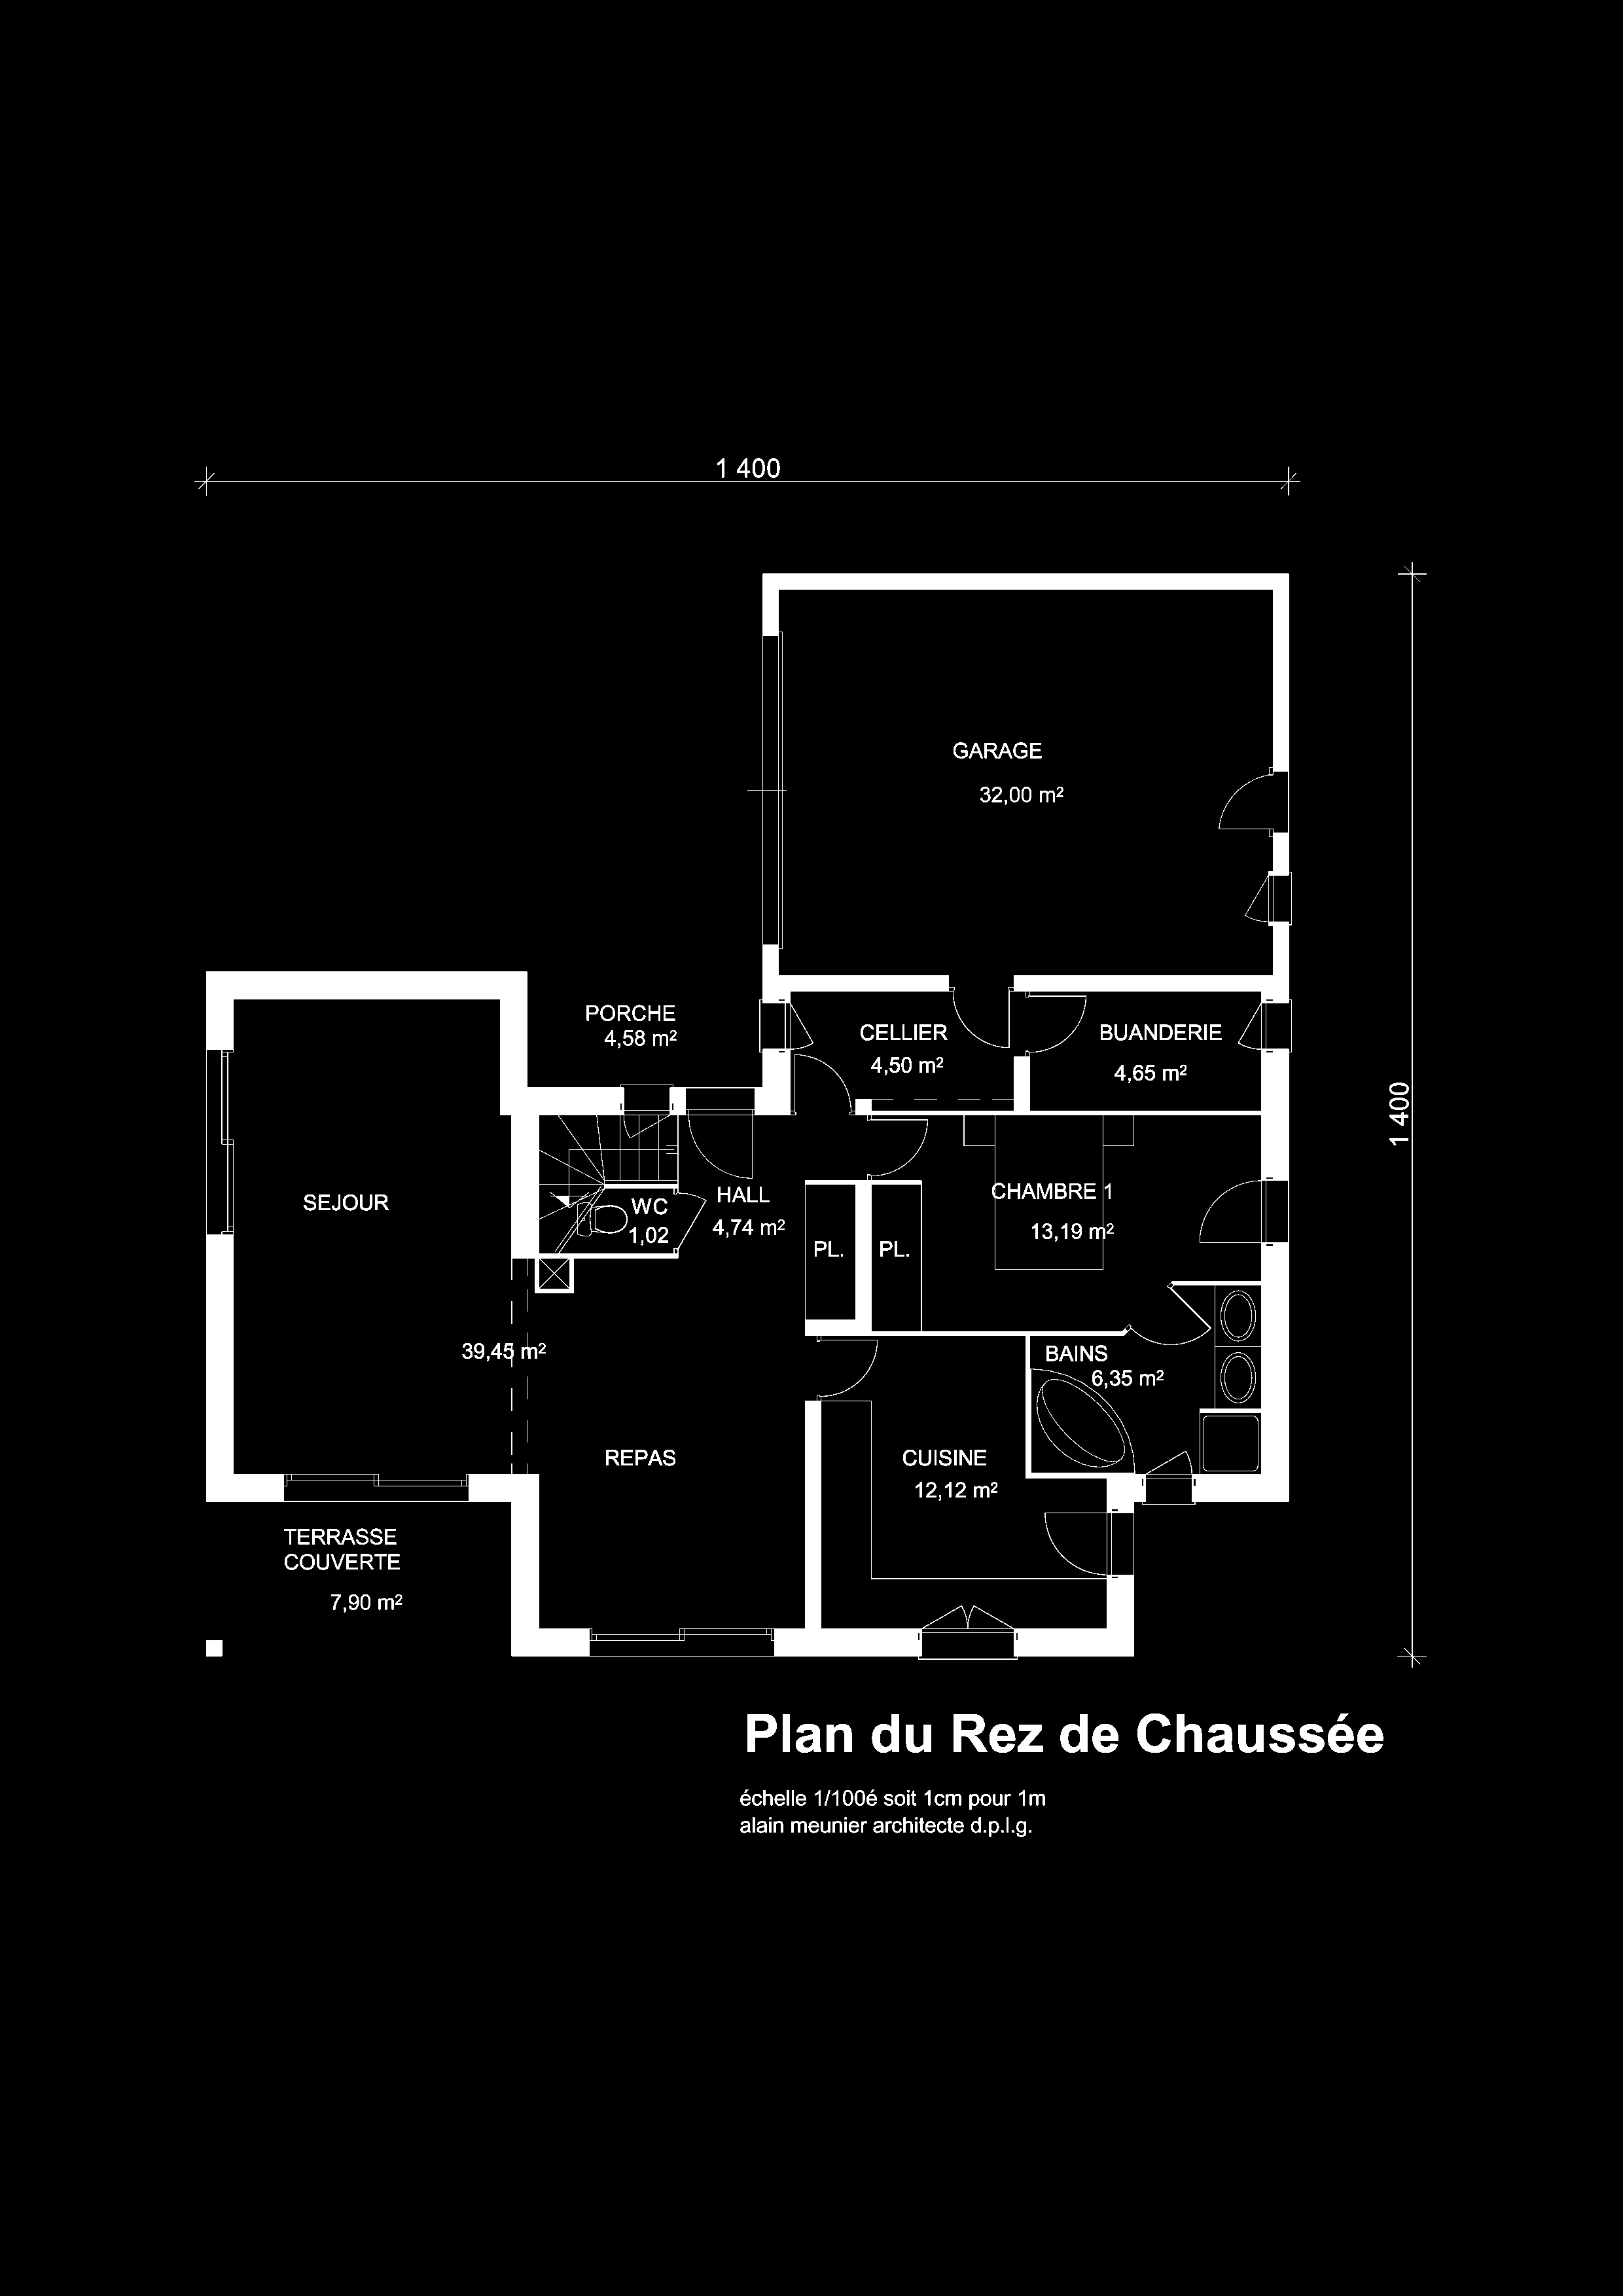 1 400
GARAGE
32,00 m²
PORCHE
4,58 m²
CELLIER
4,50 m²
BUANDERIE
4,65 m²
1 400
SEJOUR
WC
1,02
HALL
4,74 m²
CHAMBRE 1
13,19 m²
PL.
PL.
39,45 m²
BAINS
6,35 m²
REPAS
CUISINE
12,12 m²
TERRASSE
COUVERTE
7,90 m²
Plan du Rez de Chaussée
échelle 1/100é soit 1cm pour 1m
alain meunier architecte d.p.l.g.